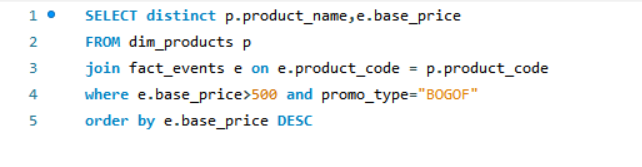 1 SELECT distinct p.product_name,e.base_price
2 FROM dim_products p
3 join fact_events e on e.product_code = p.product_code
4 where e.base_price>500 and promo_type="BOGOF"
5 order by e.base_price DESC